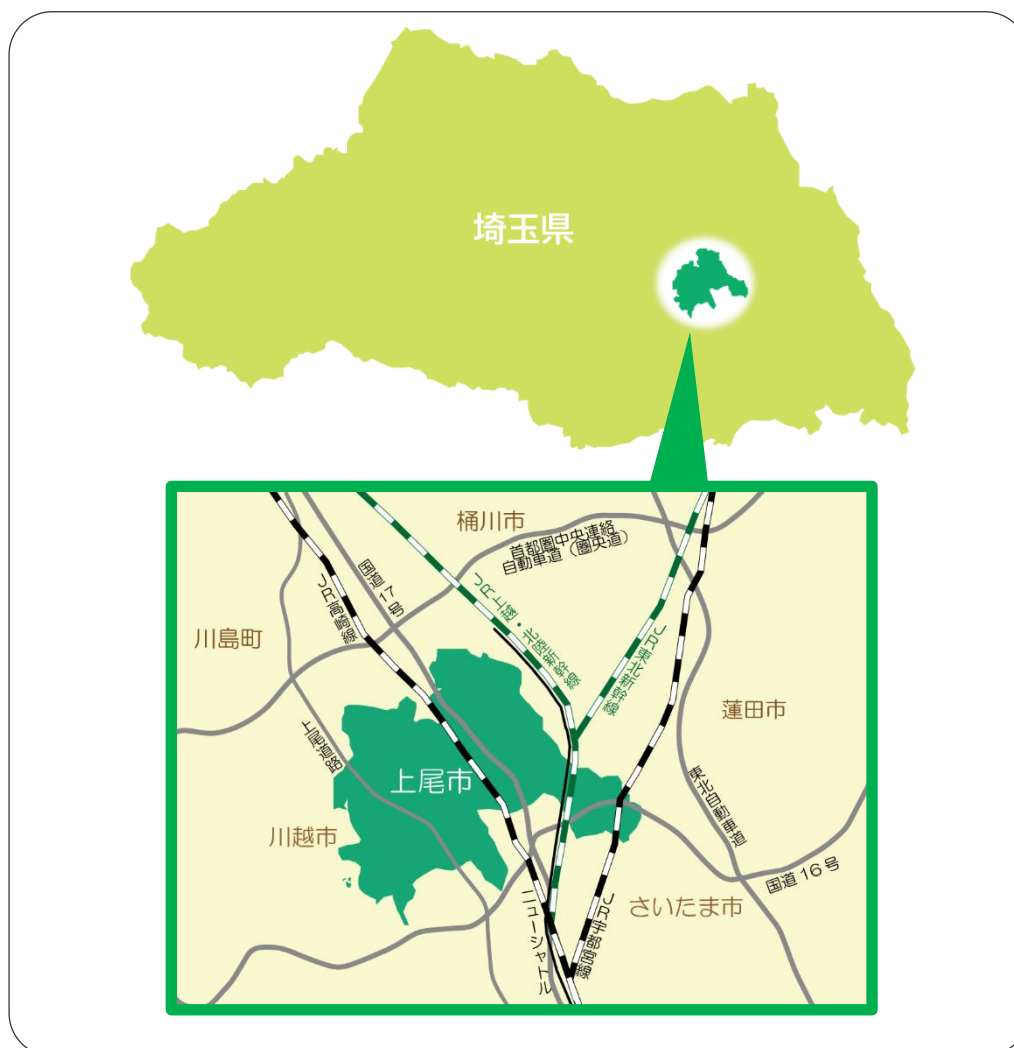 埼玉県
桶川市
首都圏中央連絡
自動車道（圏央道）
国道17号
JR高崎線
JR上越・北陸新幹線
JR東北新幹線
川島町
蓮田市
上尾道路
上尾市
東北自動車道
川越市
国道16号
さいたま市
ニューシャトル
JR宇都宮線